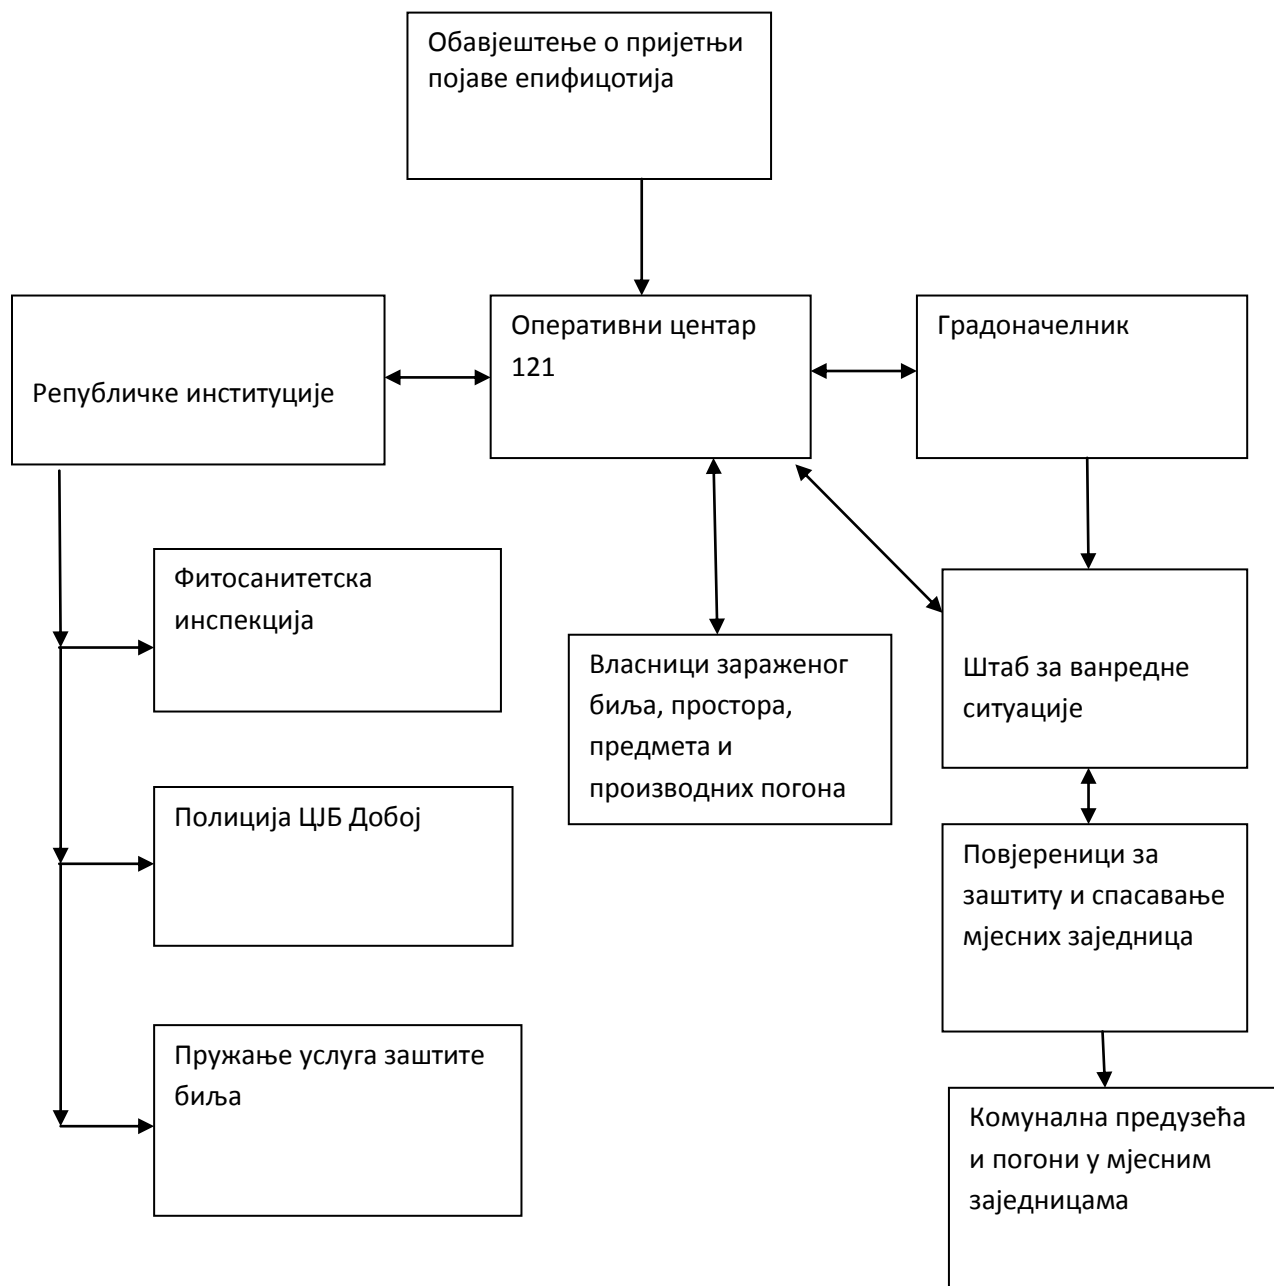 Обавјештење о пријетњи
појаве епифицотија
Републичке институције
Оперативни центар
121
Градоначелник
Фитосанитетска
инспекција
Власници зараженог
биља, простора,
предмета и
производних погона
Штаб за ванредне
ситуације
Полиција ЦЈБ Добој
Повјереници за
заштиту и спасавање
мјесних заједница
Пружање услуга заштите
биља
Комунална предузећа
и погони у мјесним
заједницама